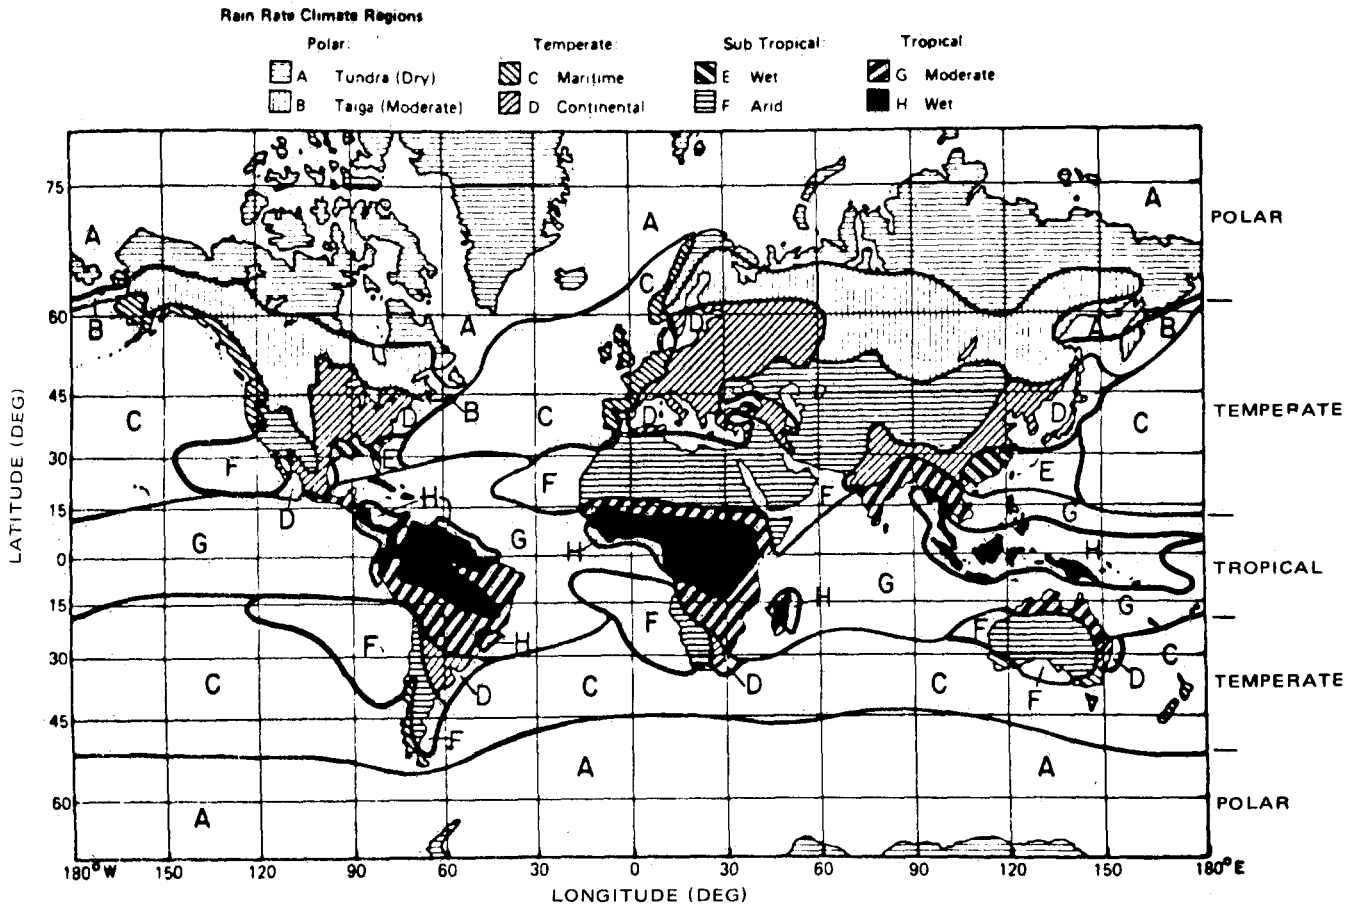 Rain Rate Climate Regions
Polar: Temperate: Sub Tropical: Tropical
A Tundra (Dry) C Maritime E Wet G Moderate
B Taiga (Moderate) D Continental F Arid H Wet
75
60
45
30
15
0
15
30
45
60
LATITUDE (DEG)
A A A
POLAR
C
B A A B
D
C B D C D D C
TEMPERATE
F E F F E
D H G
G G H H
TROPICAL
G H G
F H F F
C D C D C F D C
TEMPERATE
F
A A
A
POLAR
180°W 150 120 90 60 30 0 30 60 90 120 150 180°E
LONGITUDE (DEG)